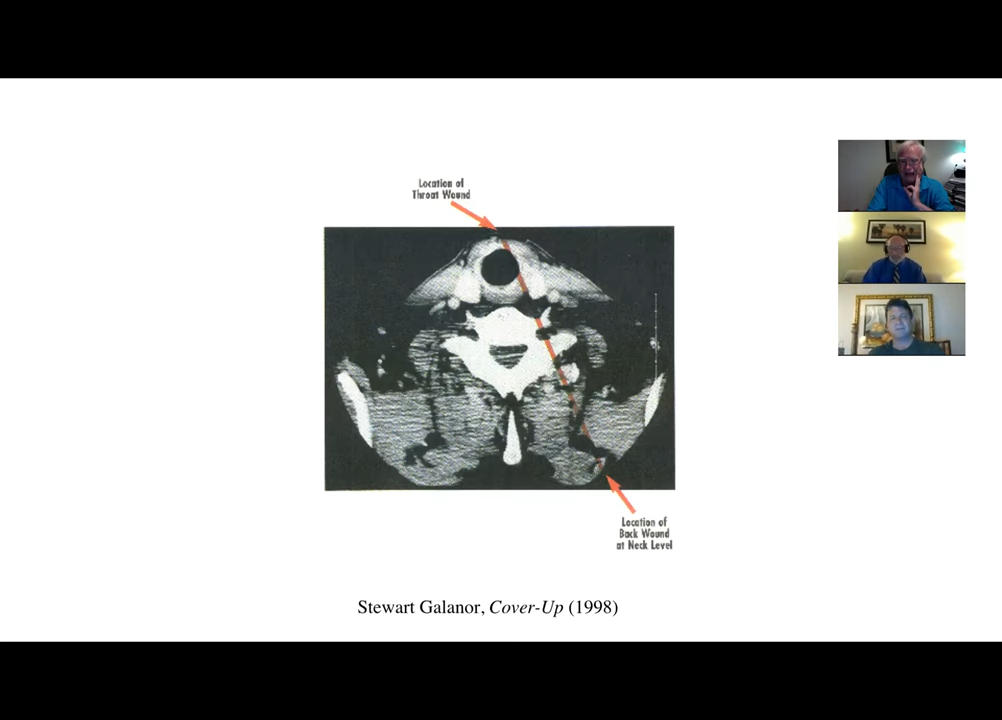 Location of
Throat Wound
Location of
Back Wound
at Neck Level
Stewart Galanor, Cover-Up (1998)